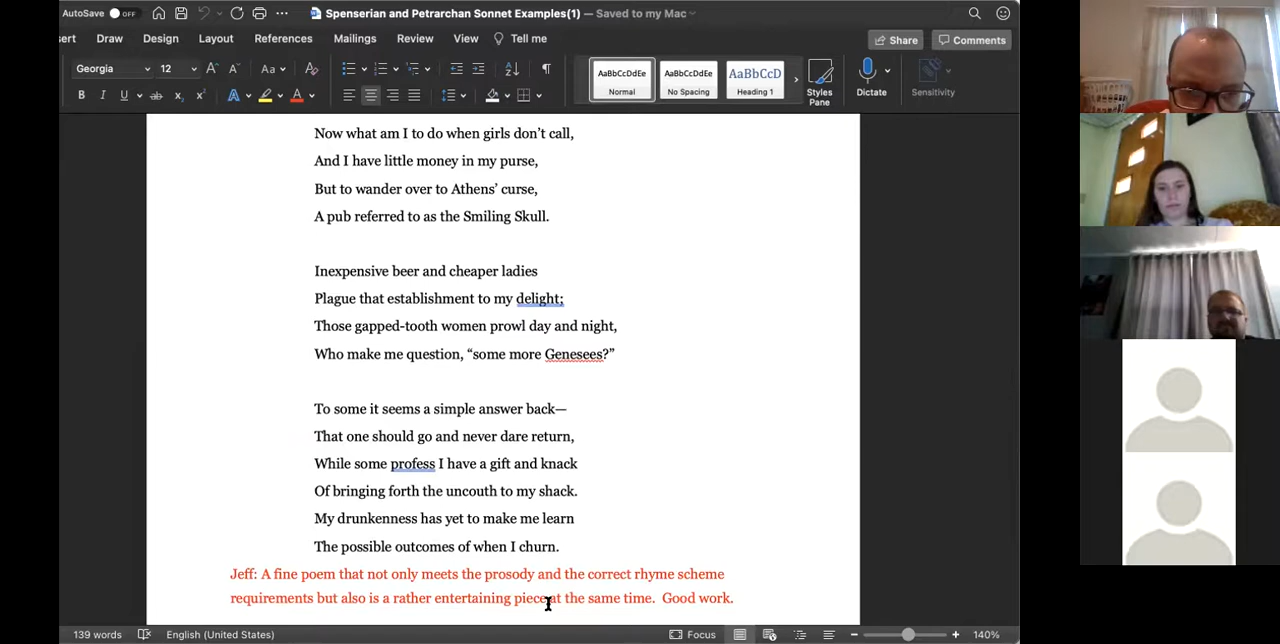 AutoSave OFF
Spenserian and Petrarchan Sonnet Examples(1) — Saved to my Mac
sert Draw Design Layout References Mailings Review View Tell me
Share Comments
Georgia 12 Aa
AaBbCcDdEe AaBbCcDdEe AaBbCcD
Normal No Spacing Heading 1
Styles Pane Dictate Sensitivity
Now what am I to do when girls don’t call,
And I have little money in my purse,
But to wander over to Athens’ curse,
A pub referred to as the Smiling Skull.
Inexpensive beer and cheaper ladies
Plague that establishment to my delight;
Those gapped-tooth women prowl day and night,
Who make me question, “some more Genesees?”
To some it seems a simple answer back—
That one should go and never dare return,
While some profess I have a gift and knack
Of bringing forth the uncouth to my shack.
My drunkenness has yet to make me learn
The possible outcomes of when I churn.
Jeff: A fine poem that not only meets the prosody and the correct rhyme scheme
requirements but also is a rather entertaining piece at the same time. Good work.
139 words English (United States) Focus 140%